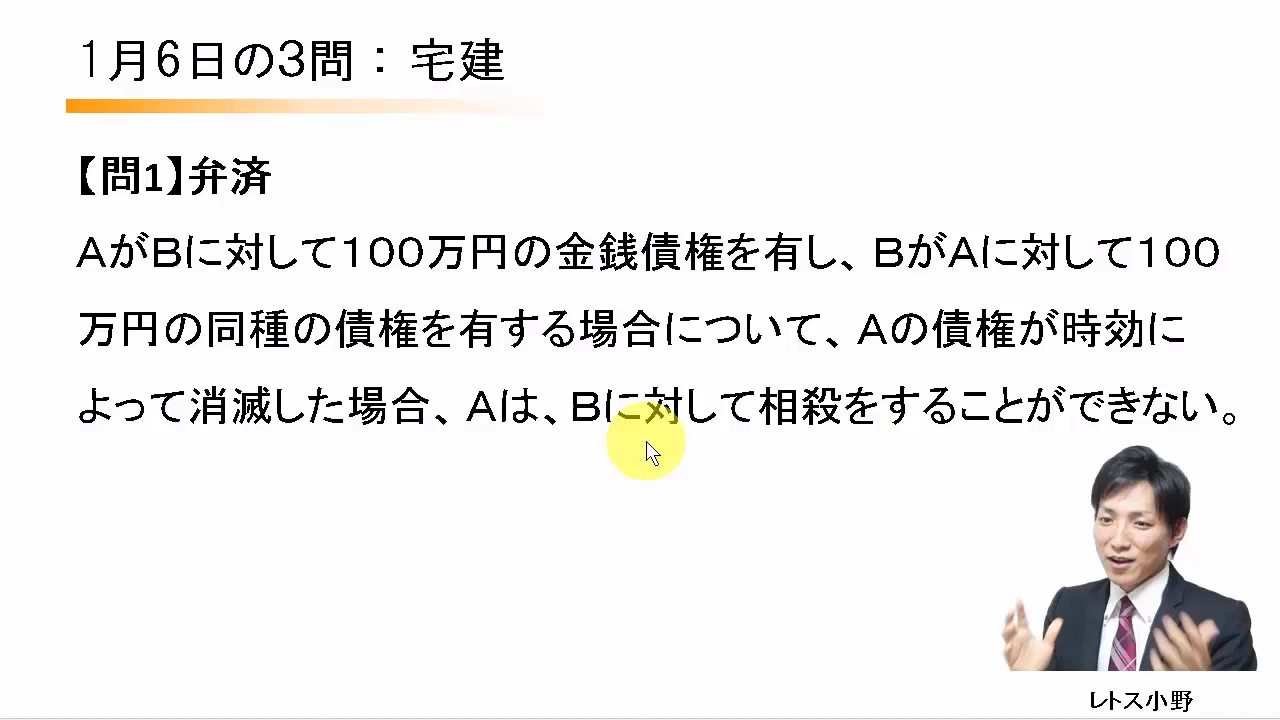 1月6日の3問：宅建
【問1】弁済
AがBに対して100万円の金銭債権を有し、BがAに対して100
万円の同種の債権を有する場合について、Aの債権が時効に
よって消滅した場合、Aは、Bに対して相殺をすることができない。
レトス小野